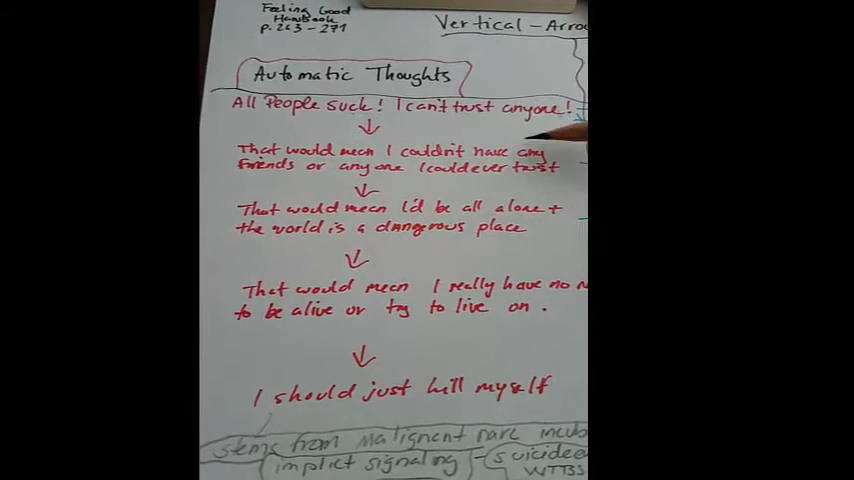 Feeling Good
Handbook
p. 263 - 271
Vertical - Arro
Automatic Thoughts
All People suck! I can't trust anyone!
That would mean I couldn't have any
friends or anyone I could ever trust
That would mean I'd be all alone +
the world is a dangerous place
That would mean I really have no
to be alive or try to live on.
I should just kill myself
stems from malignent narc
implict signaling - suicidee
WTTBS